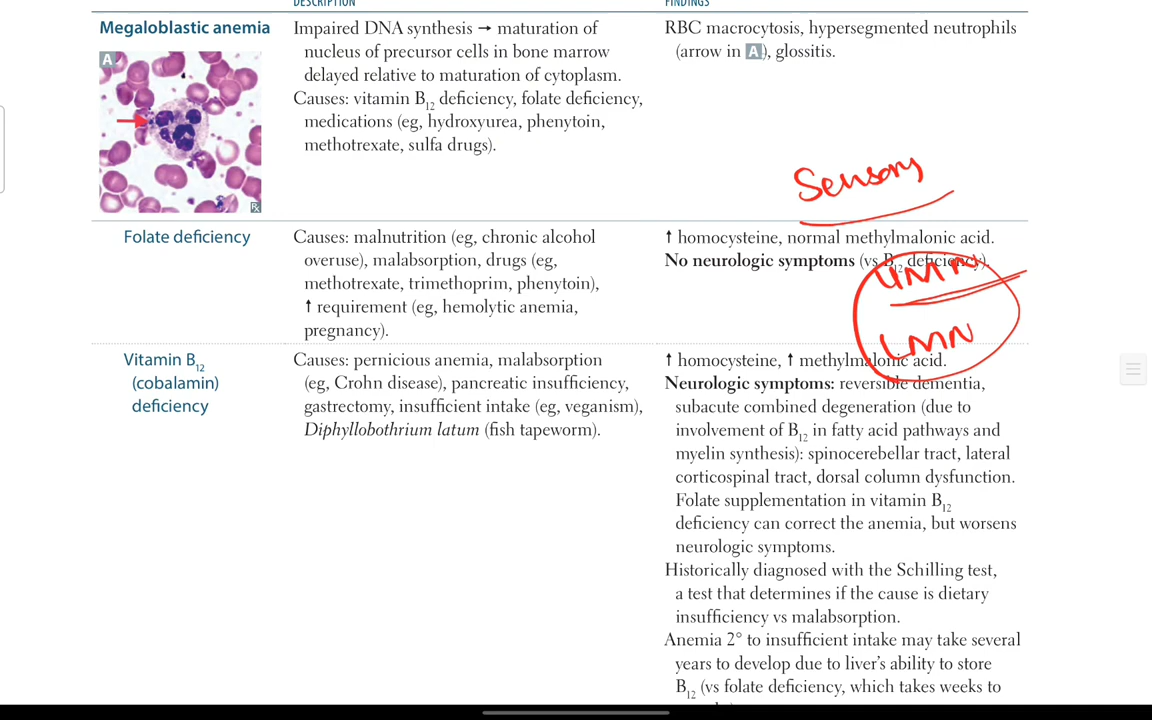 DESCRIPTION
FINDINGS
Megaloblastic anemia
A
Impaired DNA synthesis → maturation of
nucleus of precursor cells in bone marrow
delayed relative to maturation of cytoplasm.
Causes: vitamin B12 deficiency, folate deficiency,
medications (eg, hydroxyurea, phenytoin,
methotrexate, sulfa drugs).
RBC macrocytosis, hypersegmented neutrophils
(arrow in A), glossitis.
Sensory
Folate deficiency
Causes: malnutrition (eg, chronic alcohol
overuse), malabsorption, drugs (eg,
methotrexate, trimethoprim, phenytoin),
↑ requirement (eg, hemolytic anemia,
pregnancy).
↑ homocysteine, normal methylmalonic acid.
No neurologic symptoms (vs B12 deficiency).
UMN
LMN
Vitamin B12
(cobalamin)
deficiency
Causes: pernicious anemia, malabsorption
(eg, Crohn disease), pancreatic insufficiency,
gastrectomy, insufficient intake (eg, veganism),
Diphyllobothrium latum (fish tapeworm).
↑ homocysteine, ↑ methylmalonic acid.
Neurologic symptoms: reversible dementia,
subacute combined degeneration (due to
involvement of B12 in fatty acid pathways and
myelin synthesis): spinocerebellar tract, lateral
corticospinal tract, dorsal column dysfunction.
Folate supplementation in vitamin B12
deficiency can correct the anemia, but worsens
neurologic symptoms.
Historically diagnosed with the Schilling test,
a test that determines if the cause is dietary
insufficiency vs malabsorption.
Anemia 2° to insufficient intake may take several
years to develop due to liver's ability to store
B12 (vs folate deficiency, which takes weeks to